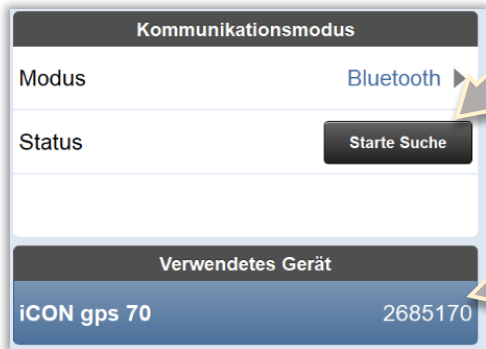 Kommunikationsmodus
Modus Bluetooth
Status Starte Suche
Verwendetes Gerät
iCON gps 70 2685170